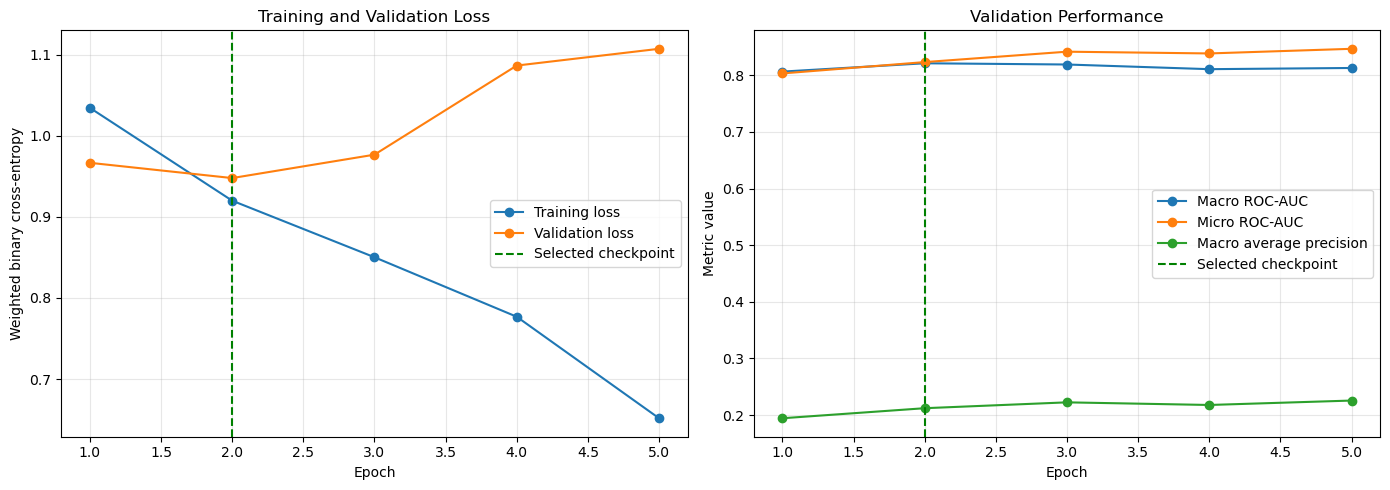 Training and Validation Loss
Weighted binary cross-entropy
1.1
1.0
0.9
0.8
0.7
Training loss
Validation loss
Selected checkpoint
1.0 1.5 2.0 2.5 3.0 3.5 4.0 4.5 5.0
Epoch
Validation Performance
Metric value
0.8
0.7
0.6
0.5
0.4
0.3
0.2
Macro ROC-AUC
Micro ROC-AUC
Macro average precision
Selected checkpoint
1.0 1.5 2.0 2.5 3.0 3.5 4.0 4.5 5.0
Epoch